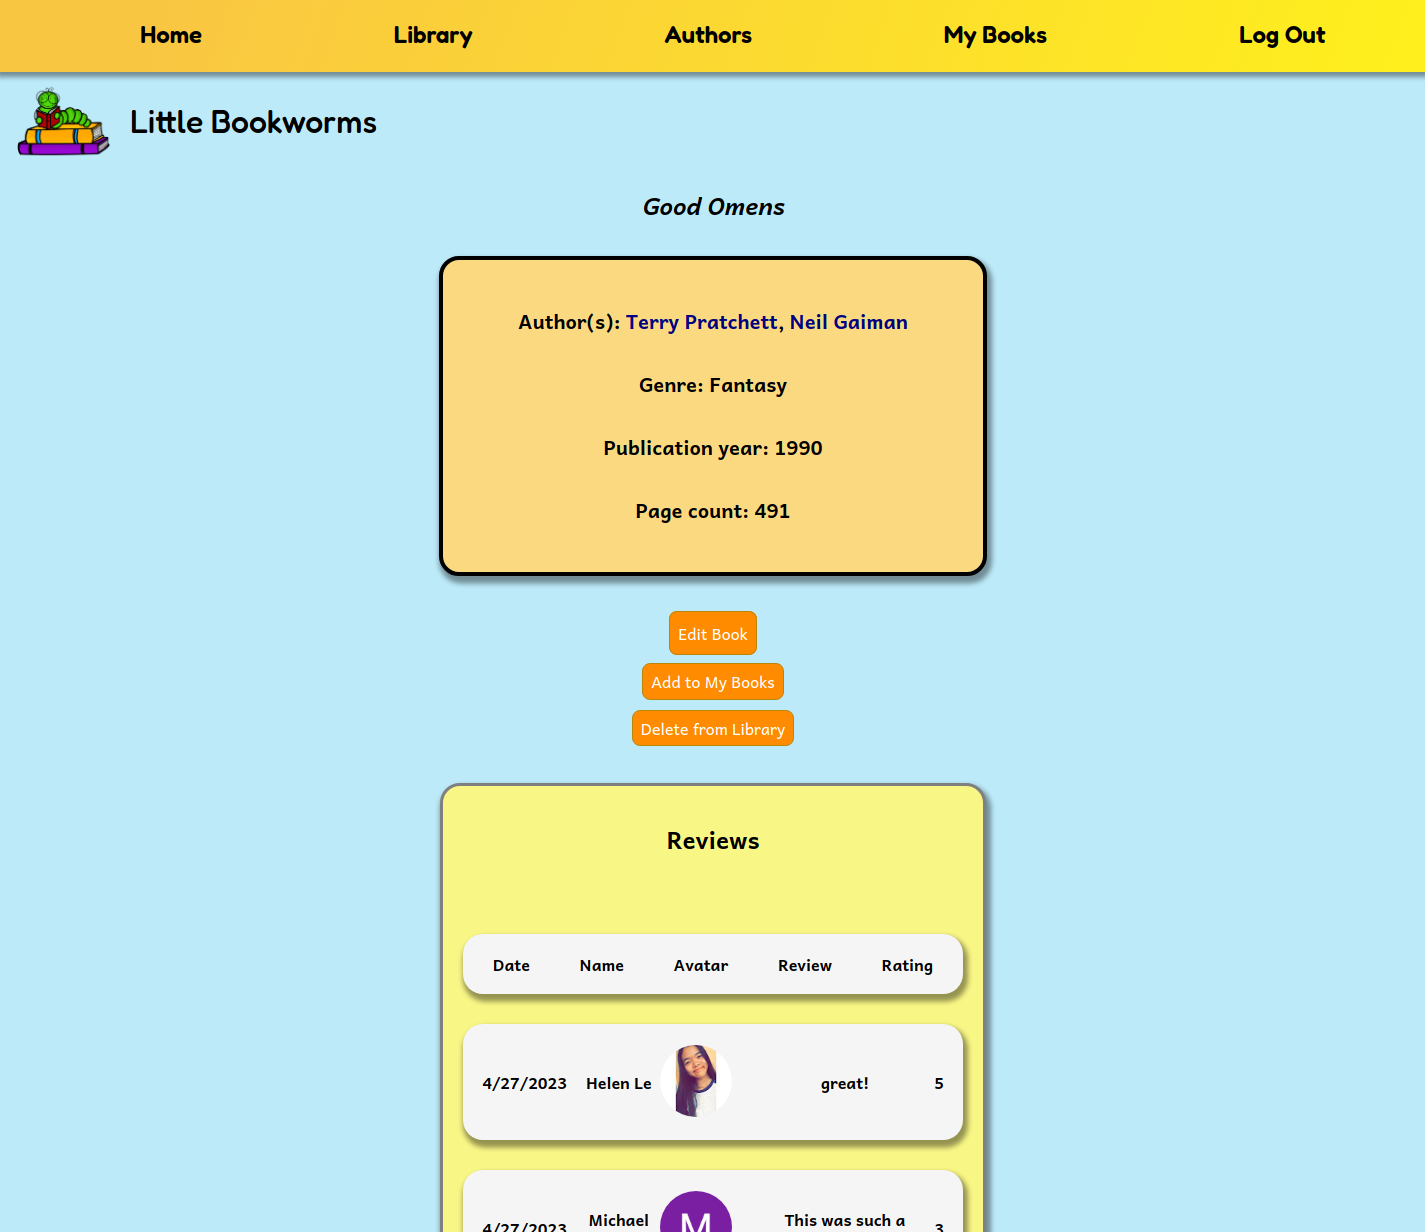 Home Library Authors My Books Log Out
Little Bookworms
Good Omens
Author(s): Terry Pratchett, Neil Gaiman
Genre: Fantasy
Publication year: 1990
Page count: 491
Edit Book
Add to My Books
Delete from Library
Reviews
Date Name Avatar Review Rating
4/27/2023 Helen Le great! 5
Michael This was such a
4/27/2023 M 3